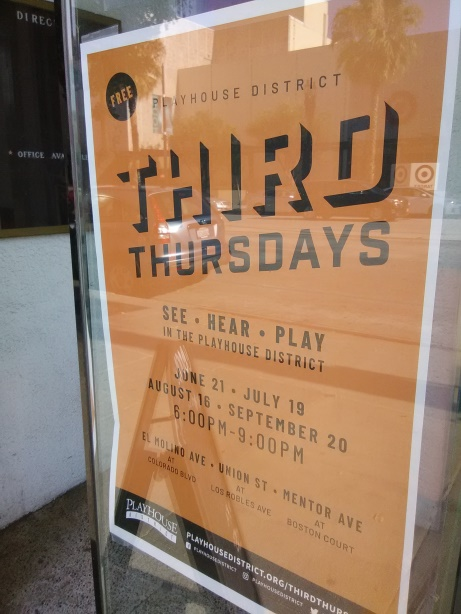 DIREC
• OFFICE AVA
FREE
PLAYHOUSE DISTRICT
THIRD
THURSDAYS
SEE • HEAR • PLAY
IN THE PLAYHOUSE DISTRICT
JUNE 21 • JULY 19
AUGUST 16 • SEPTEMBER 20
6:00PM-9:00PM
EL MOLINO AVE • UNION ST • MENTOR AVE
AT AT AT
COLORADO BLVD LOS ROBLES AVE BOSTON COURT
PLAYHOUSE
DISTRICT
PLAYHOUSEDISTRICT.ORG/THIRDTHUR
PLAYHOUSEDISTRICT PLAYHOUSEDISTRICT